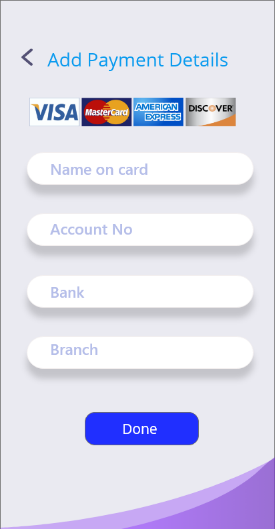 Add Payment Details
VISA MasterCard AMERICAN EXPRESS DISCOVER
Name on card
Account No
Bank
Branch
Done